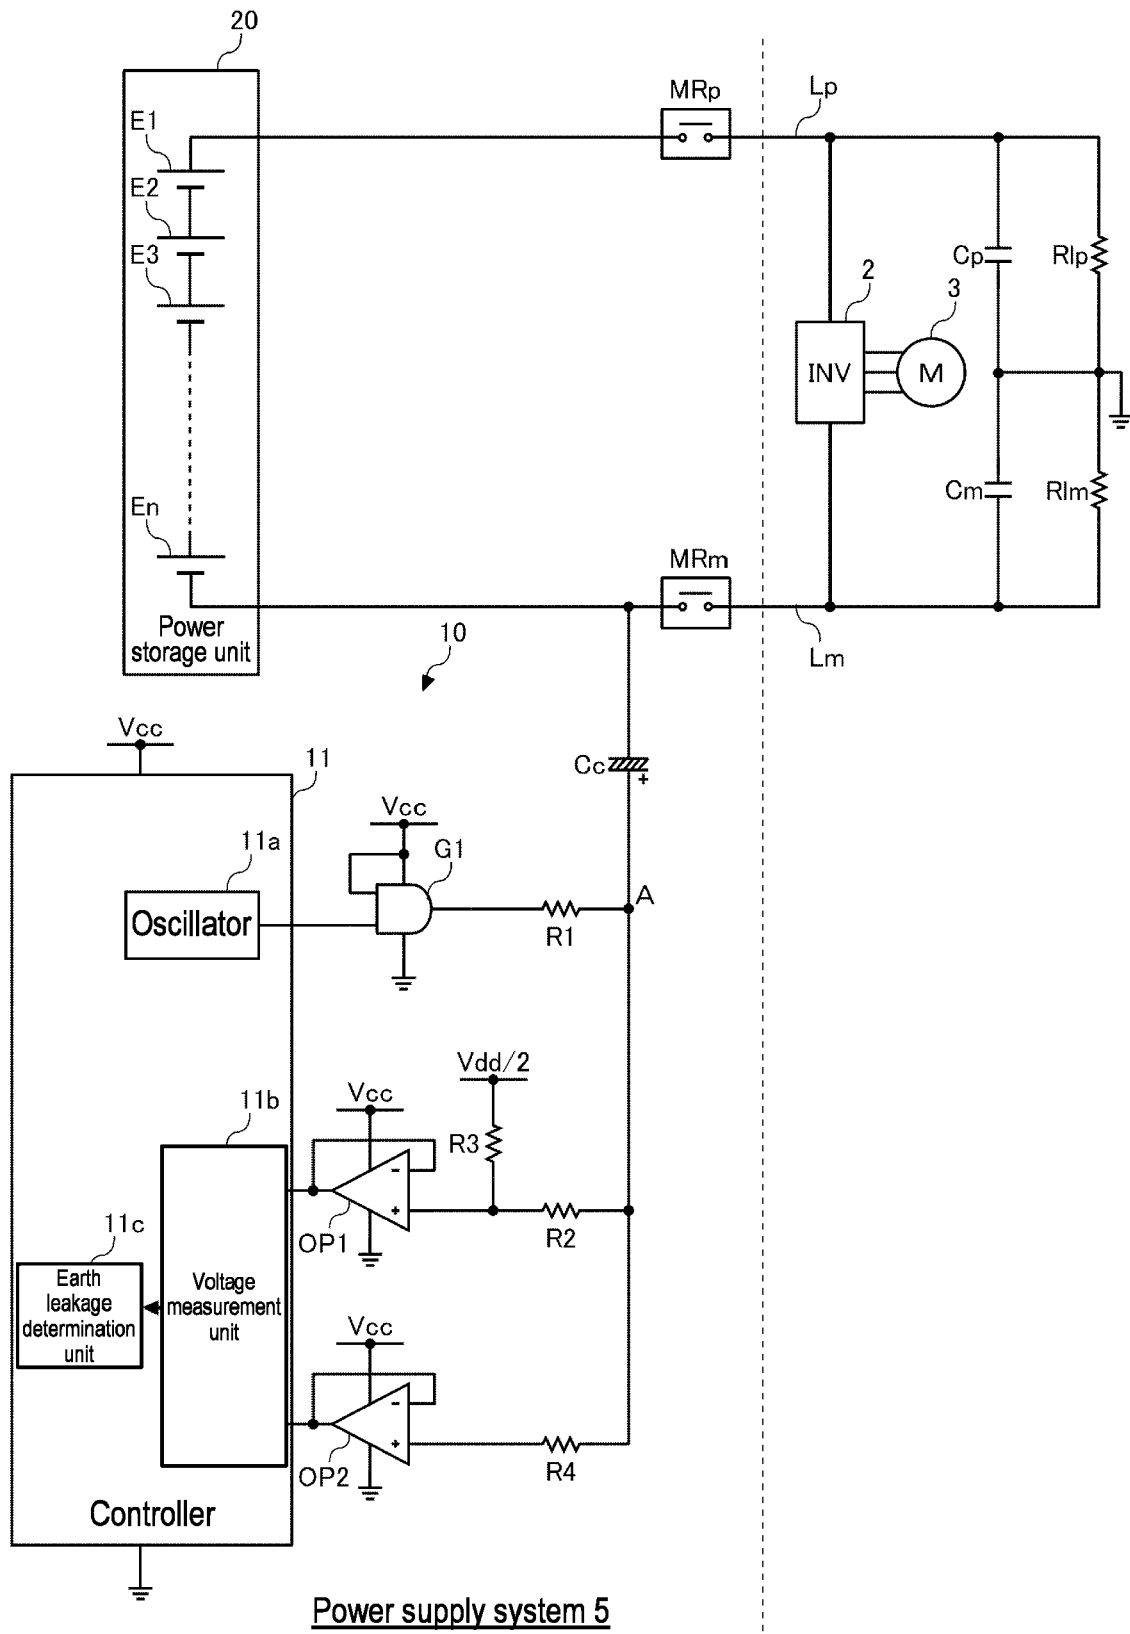 20
MRp
Lp
E1
E2
E3
Cp
Rlp
2
3
INV
M
En
Cm
Rlm
MRm
Power
storage unit
10
Lm
Vcc
11
Cc
+
Vcc
11a
G1
Oscillator
A
R1
Vdd/2
Vcc
11b
R3
-
+
OP1
R2
11c
Earth
leakage
determination
unit
Voltage
measurement
unit
Vcc
-
+
OP2
R4
Controller
Power supply system 5